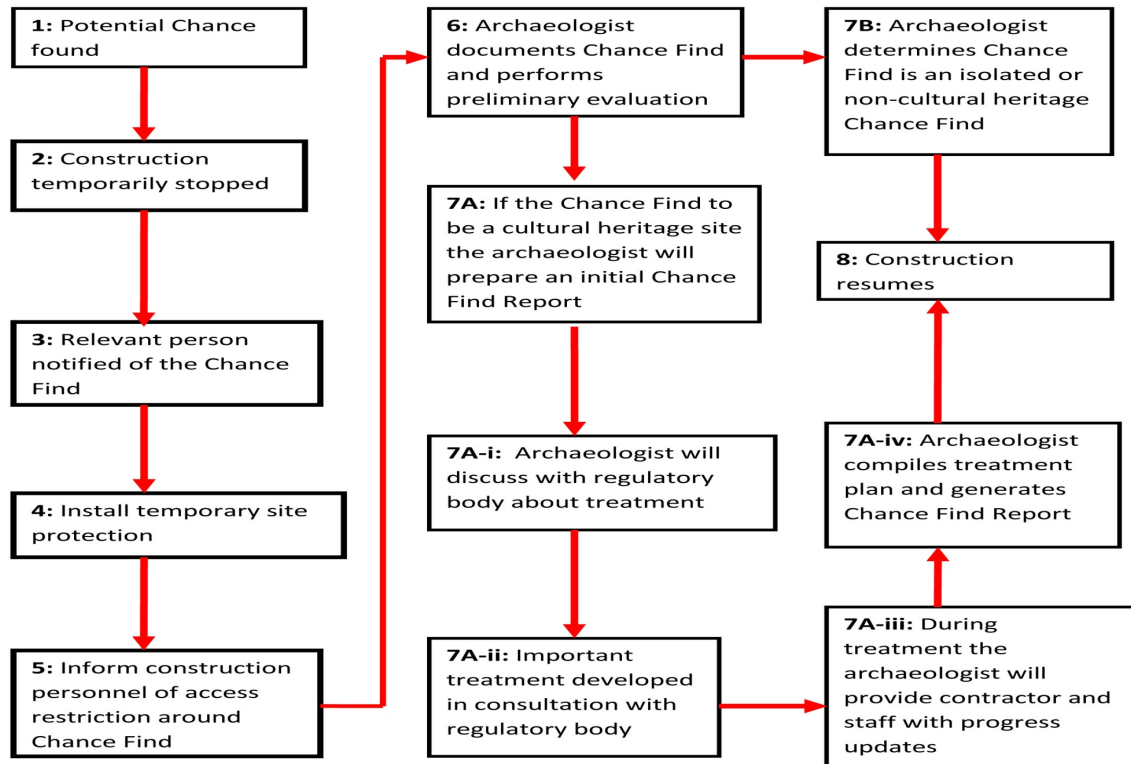 1: Potential Chance
found
2: Construction
temporarily stopped
3: Relevant person
notified of the Chance
Find
4: Install temporary site
protection
5: Inform construction
personnel of access
restriction around
Chance Find
6: Archaeologist
documents Chance Find
and performs
preliminary evaluation
7A: If the Chance Find to
be a cultural heritage site
the archaeologist will
prepare an initial Chance
Find Report
7A-i: Archaeologist will
discuss with regulatory
body about treatment
7A-ii: Important
treatment developed
in consultation with
regulatory body
7A-iii: During
treatment the
archaeologist will
provide contractor and
staff with progress
updates
7A-iv: Archaeologist
compiles treatment
plan and generates
Chance Find Report
7B: Archaeologist
determines Chance
Find is an isolated or
non-cultural heritage
Chance Find
8: Construction
resumes